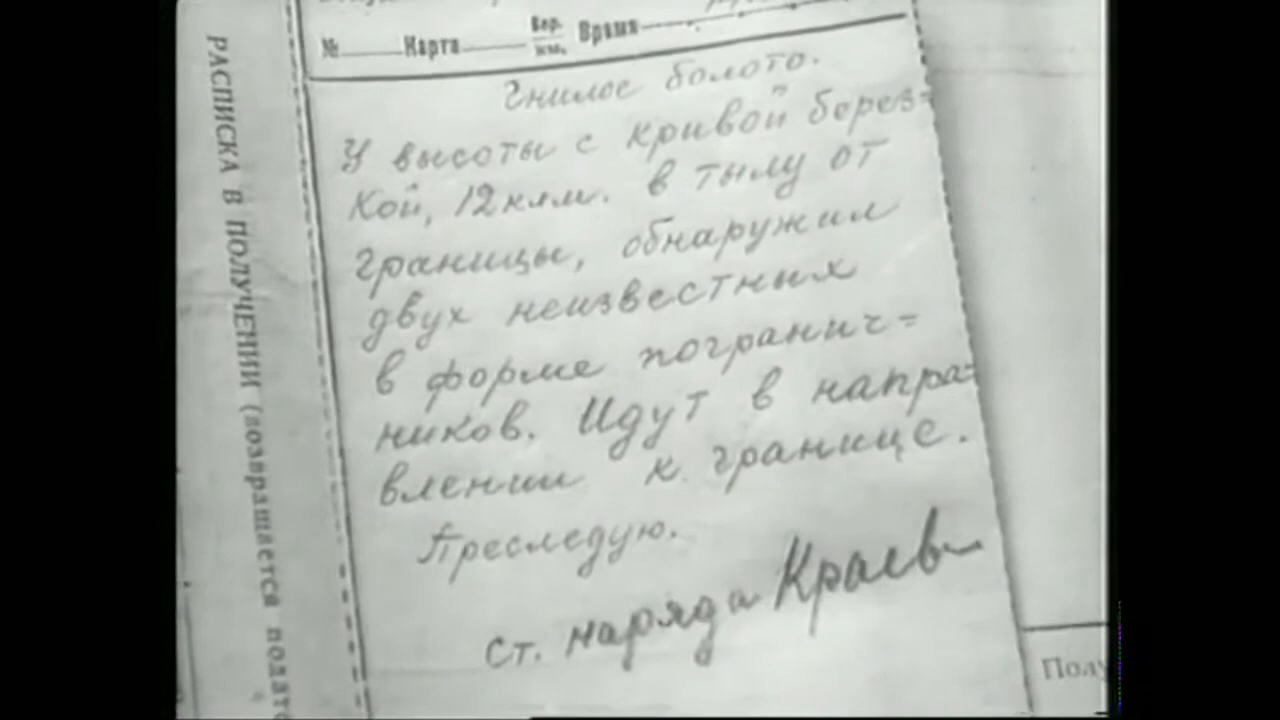 РАСПИСКА В ПОЛУЧЕНИИ (возвращается
№ Карта Вер. км. Время
Гнилое болото.
У высоты с кривой берез=
кой, 12 клм. в тылу от
границы, обнаружил
двух неизвестных
в форме погранич=
ников. Идут в напра=
влении к границе.
Преследую.
ст. наряда Краев
Полу